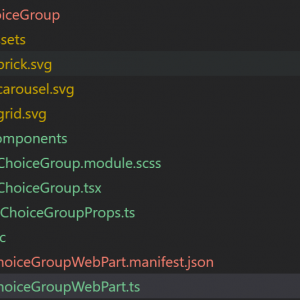 oiceGroup
sets
brick.svg
carousel.svg
grid.svg
omponents
ChoiceGroup.module.scss
ChoiceGroup.tsx
ChoiceGroupProps.ts
c
hoiceGroupWebPart.manifest.json
hoiceGroupWebPart.ts